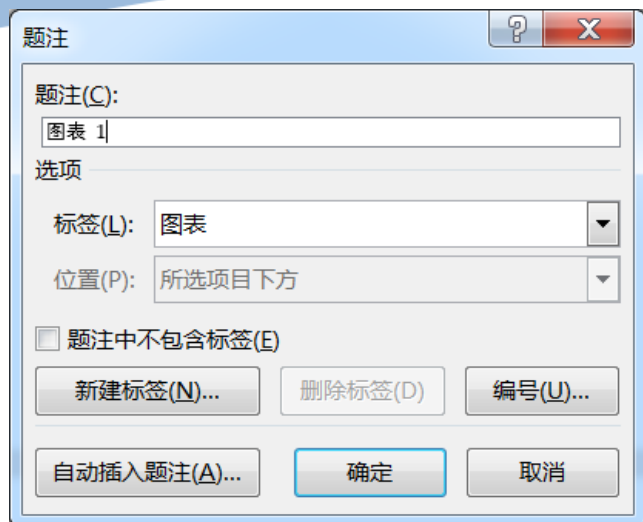 题注
题注(C):
图表 1
选项
标签(L): 图表
位置(P): 所选项目下方
题注中不包含标签(E)
新建标签(N)... 删除标签(D) 编号(U)...
自动插入题注(A)... 确定 取消